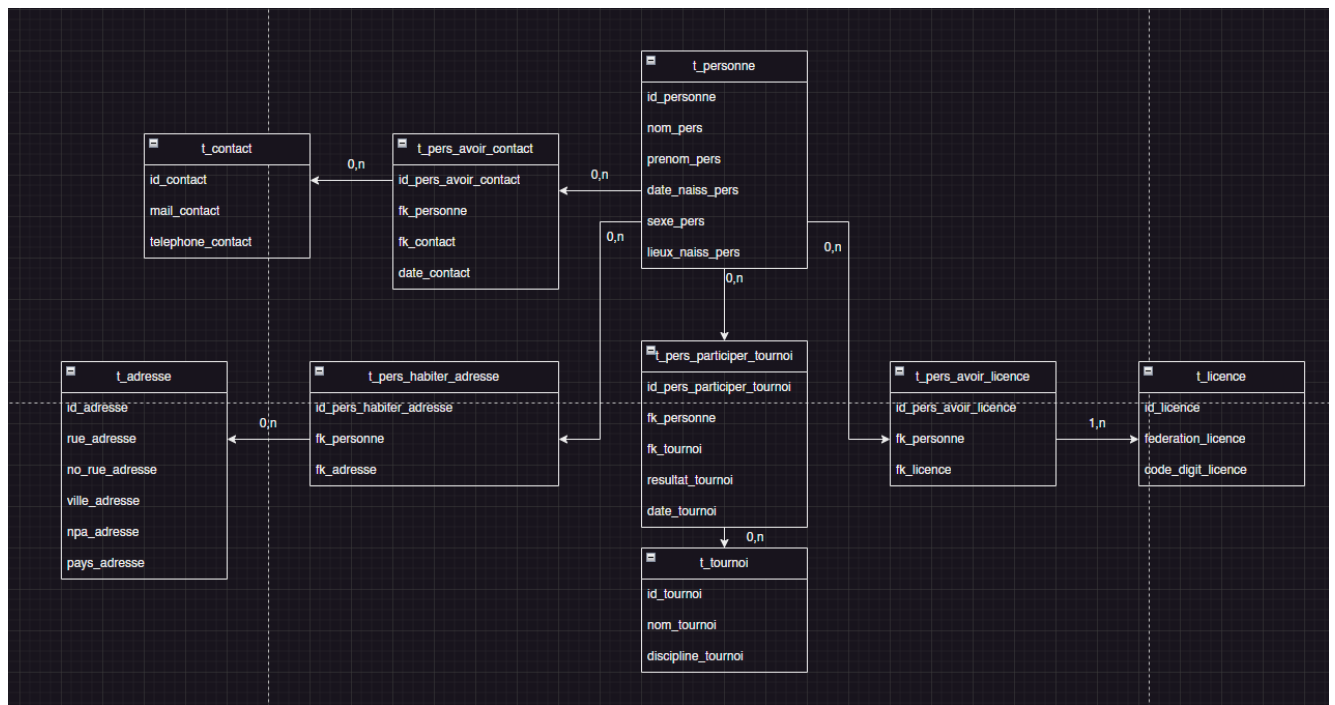 t_personne
id_personne
nom_pers
prenom_pers
date_naiss_pers
sexe_pers
lieux_naiss_pers
t_contact
id_contact
mail_contact
telephone_contact
0,n
t_pers_avoir_contact
id_pers_avoir_contact
fk_personne
fk_contact
date_contact
0,n
0,n
0,n
0,n
t_adresse
id_adresse
rue_adresse
no_rue_adresse
ville_adresse
npa_adresse
pays_adresse
0,n
t_pers_habiter_adresse
id_pers_habiter_adresse
fk_personne
fk_adresse
t_pers_participer_tournoi
id_pers_participer_tournoi
fk_personne
fk_tournoi
resultat_tournoi
date_tournoi
0,n
t_pers_avoir_licence
id_pers_avoir_licence
fk_personne
fk_licence
1,n
t_licence
id_licence
federation_licence
code_digit_licence
t_tournoi
id_tournoi
nom_tournoi
discipline_tournoi